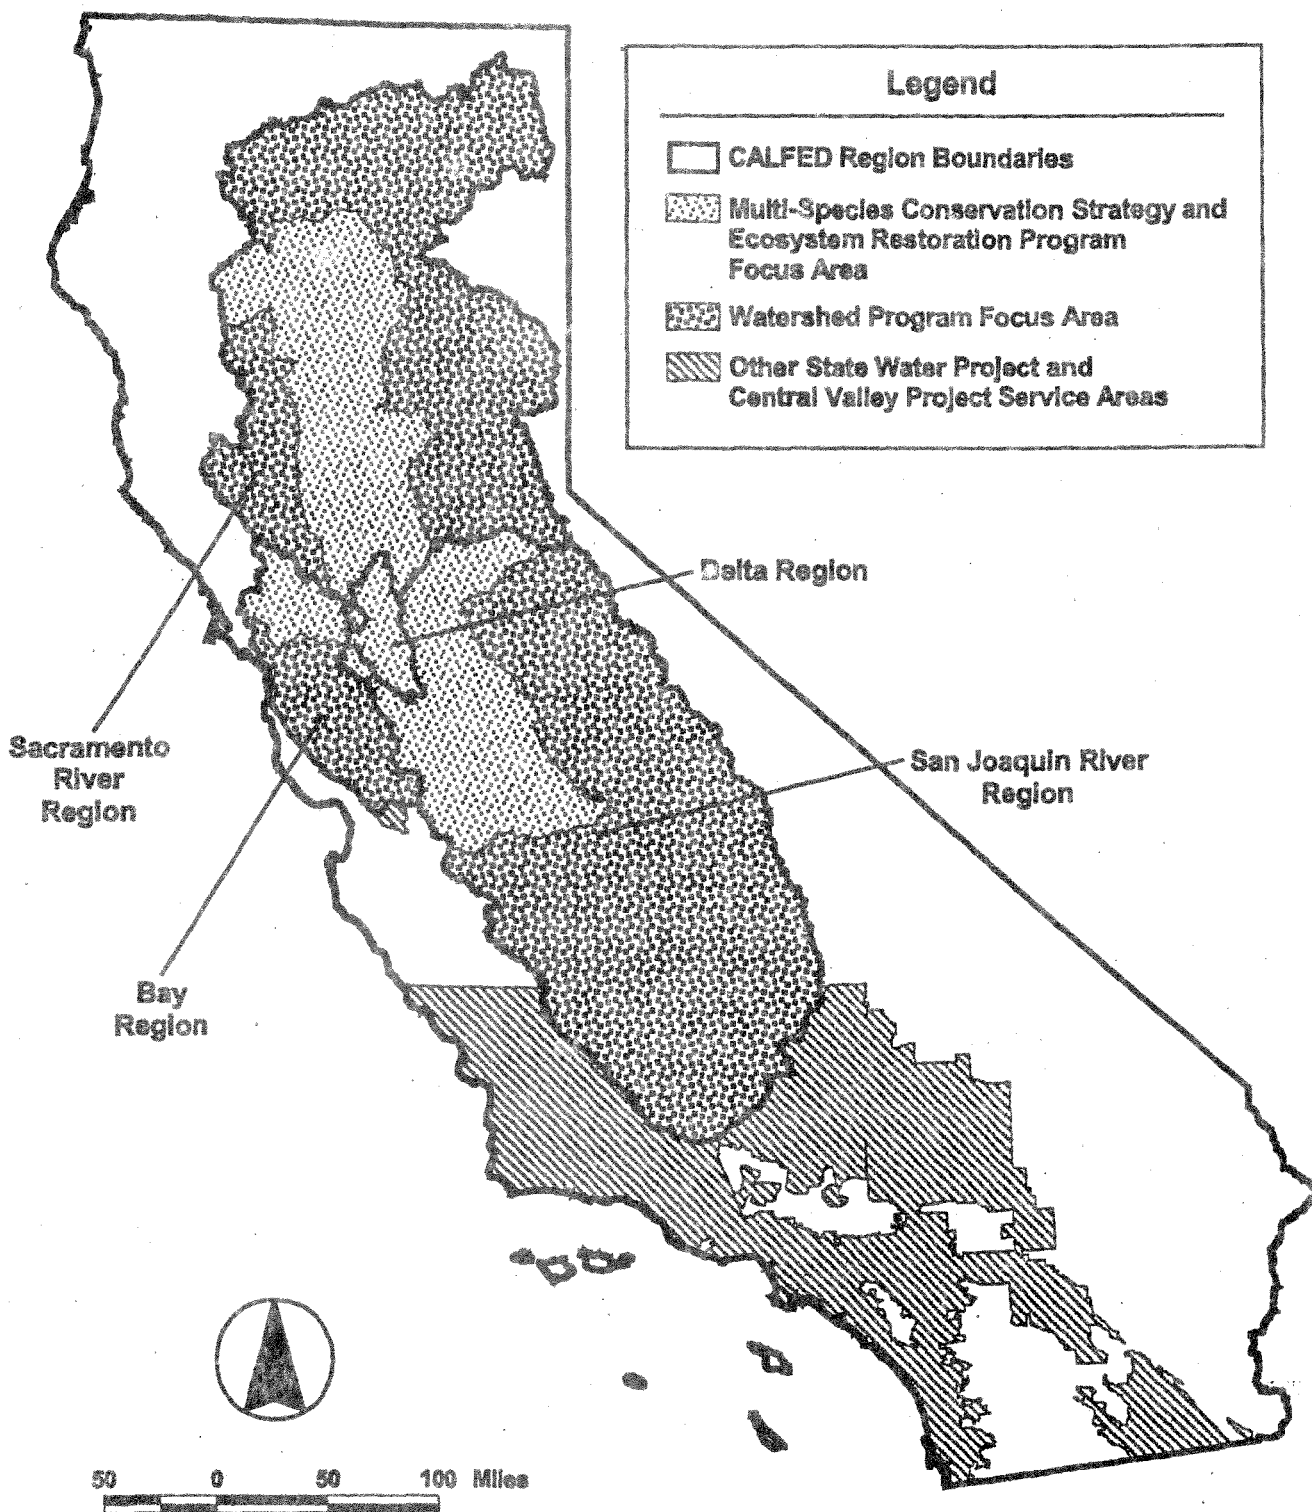 Legend
CALFED Region Boundaries
Multi-Species Conservation Strategy and
Ecosystem Restoration Program
Focus Area
Watershed Program Focus Area
Other State Water Project and
Central Valley Project Service Areas
Delta Region
Sacramento
River
Region
San Joaquin River
Region
Bay
Region
50 0 50 100 Miles